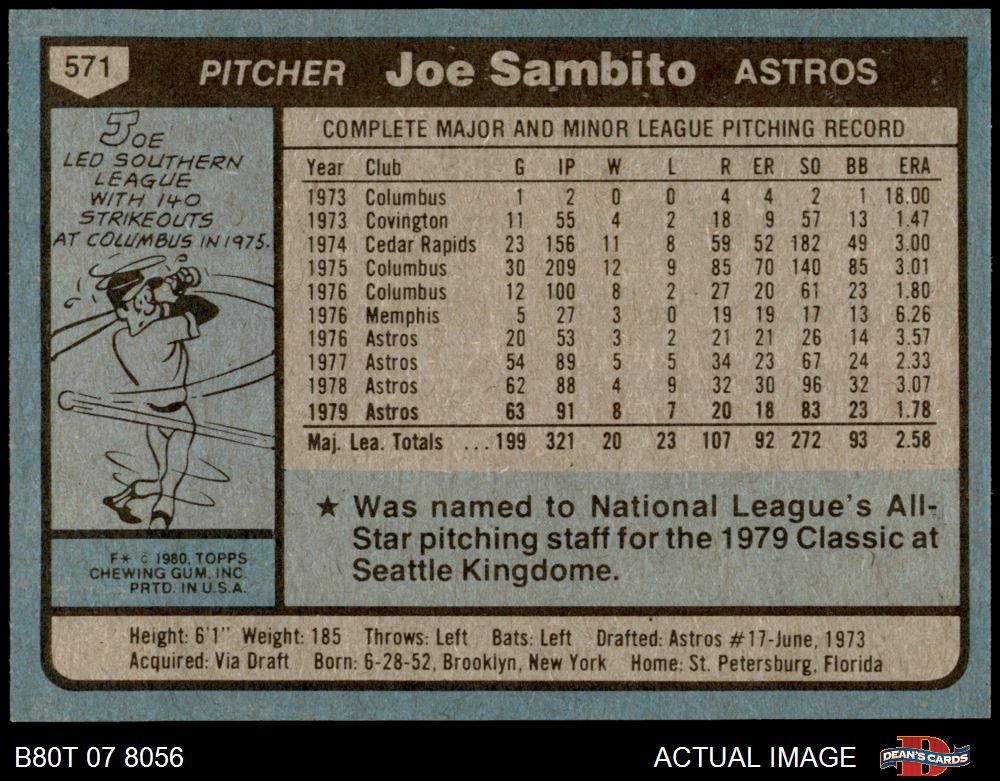 571 PITCHER Joe Sambito ASTROS
JOE
LED SOUTHERN
LEAGUE
WITH 140
STRIKEOUTS
AT COLUMBUS IN 1975.
F* © 1980, TOPPS
CHEWING GUM, INC.
PRTD. IN U.S.A.
COMPLETE MAJOR AND MINOR LEAGUE PITCHING RECORD
Year Club G IP W L R ER SO BB ERA
1973 Columbus 1 2 0 0 4 4 2 1 18.00
1973 Covington 11 55 4 2 18 9 57 13 1.47
1974 Cedar Rapids 23 156 11 8 59 52 182 49 3.00
1975 Columbus 30 209 12 9 85 70 140 85 3.01
1976 Columbus 12 100 8 2 27 20 61 23 1.80
1976 Memphis 5 27 3 0 19 19 17 13 6.26
1976 Astros 20 53 3 2 21 21 26 14 3.57
1977 Astros 54 89 5 5 34 23 67 24 2.33
1978 Astros 62 88 4 9 32 30 96 32 3.07
1979 Astros 63 91 8 7 20 18 83 23 1.78
Maj. Lea. Totals ... 199 321 20 23 107 92 272 93 2.58
★ Was named to National League's All-
Star pitching staff for the 1979 Classic at
Seattle Kingdome.
Height: 6'1" Weight: 185 Throws: Left Bats: Left Drafted: Astros #17-June, 1973
Acquired: Via Draft Born: 6-28-52, Brooklyn, New York Home: St. Petersburg, Florida
B80T 07 8056 ACTUAL IMAGE DEAN'S CARDS